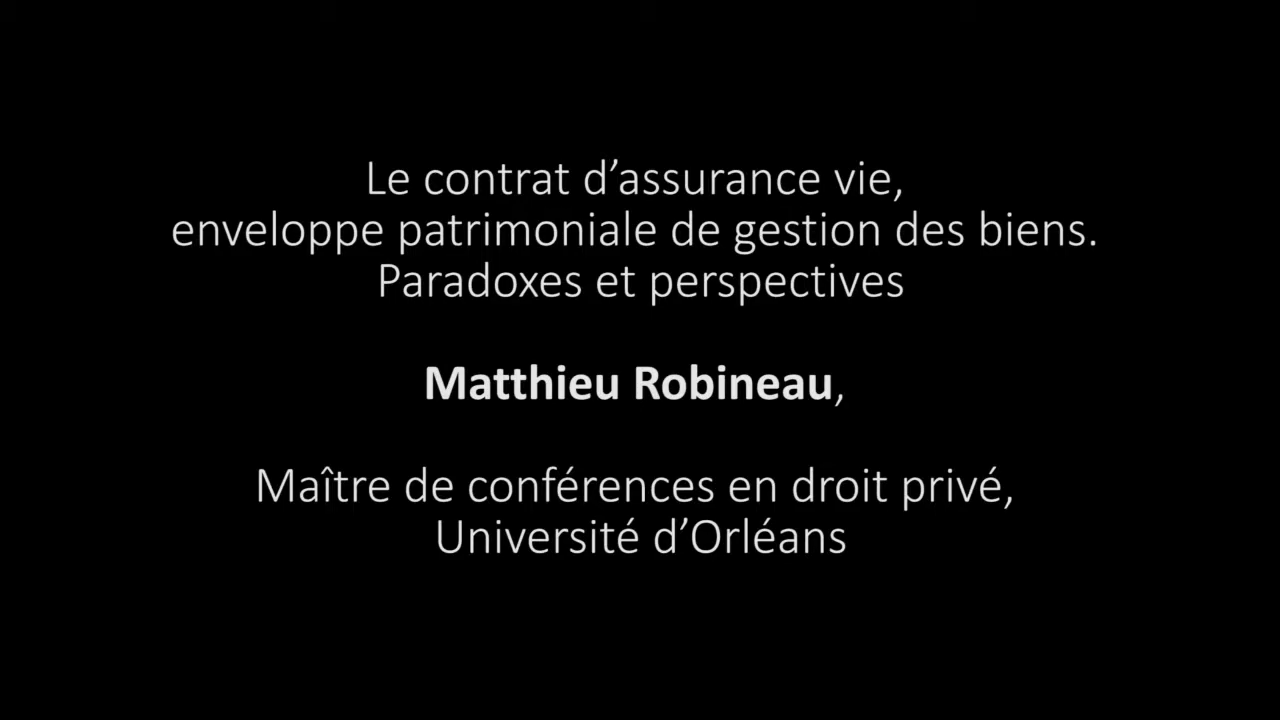 Le contrat d’assurance vie,
enveloppe patrimoniale de gestion des biens.
Paradoxes et perspectives
Matthieu Robineau,
Maître de conférences en droit privé,
Université d’Orléans